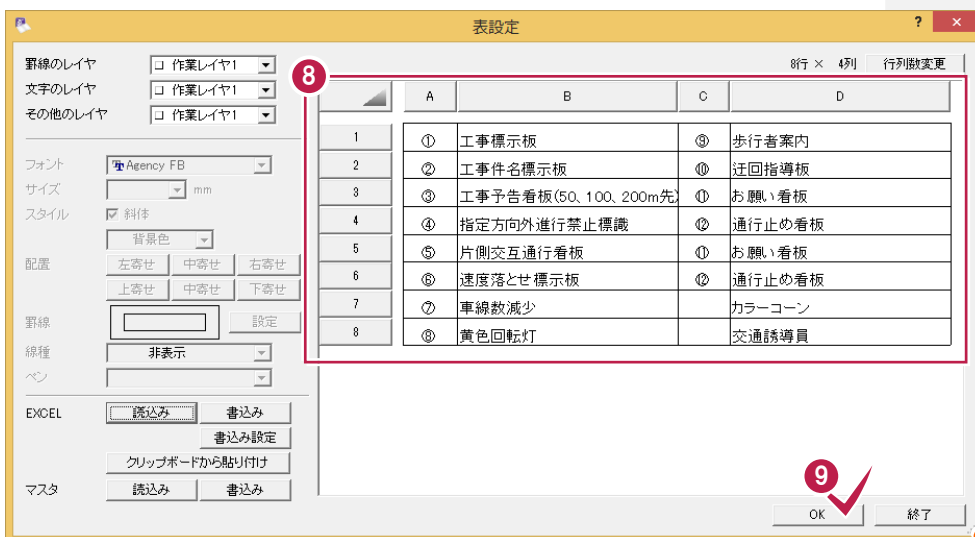 表設定
? ×
罫線のレイヤ 作業レイヤ1
文字のレイヤ 作業レイヤ1
その他のレイヤ 作業レイヤ1
フォント Agency FB
サイズ mm
スタイル 斜体
背景色
配置 左寄せ 中寄せ 右寄せ
上寄せ 中寄せ 下寄せ
罫線 設定
線種 非表示
ペン
EXCEL 読込み 書込み
書込み設定
クリップボードから貼り付け
マスタ 読込み 書込み
8行 × 4列 行列数変更
8
A B C D
1 ① 工事標示板 ⑨ 歩行者案内
2 ② 工事件名標示板 ⑩ 迂回指導板
3 ③ 工事予告看板(50、100、200m先) ⑪ お願い看板
4 ④ 指定方向外進行禁止標識 ⑫ 通行止め看板
5 ⑤ 片側交互通行看板 ⑪ お願い看板
6 ⑥ 速度落とせ標示板 ⑫ 通行止め看板
7 ⑦ 車線数減少 カラーコーン
8 ⑧ 黄色回転灯 交通誘導員
9
OK 終了